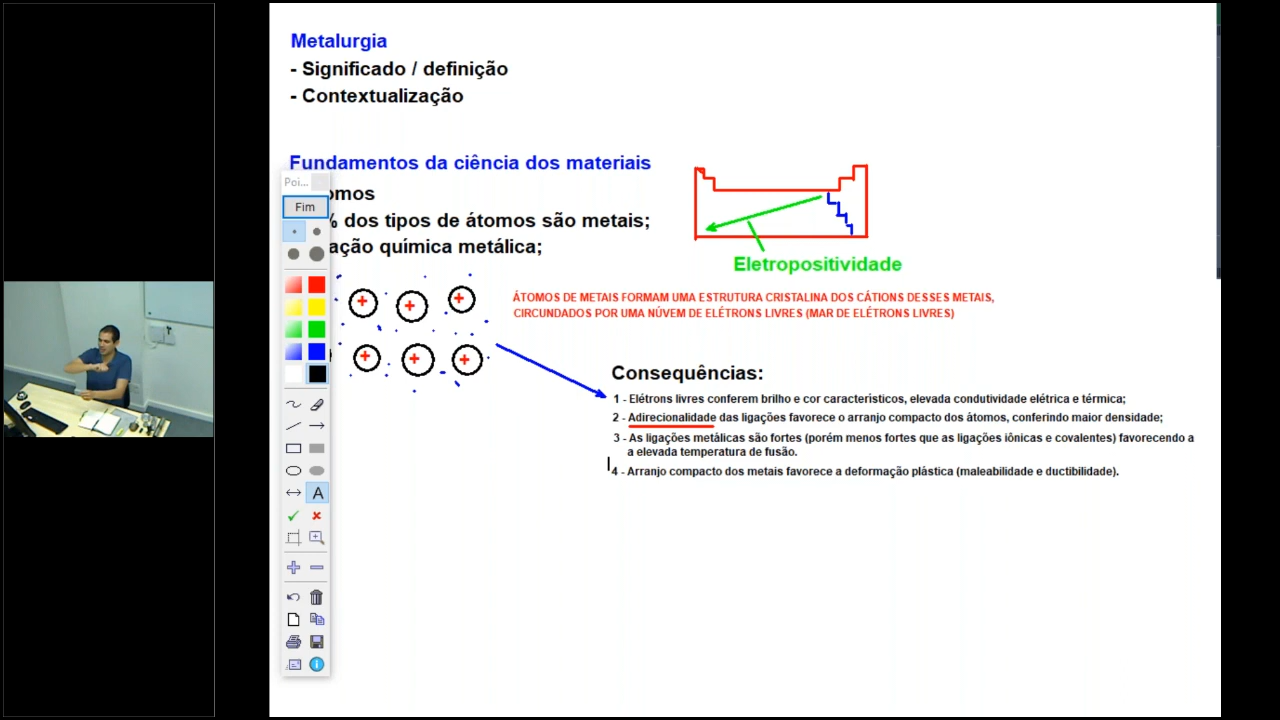 Metalurgia
- Significado / definição
- Contextualização
Fundamentos da ciência dos materiais
omos
% dos tipos de átomos são metais;
ação química metálica;
Poi...
Fim
A
Eletropositividade
+ + +
+ + +
ÁTOMOS DE METAIS FORMAM UMA ESTRUTURA CRISTALINA DOS CÁTIONS DESSES METAIS,
CIRCUNDADOS POR UMA NÚVEM DE ELÉTRONS LIVRES (MAR DE ELÉTRONS LIVRES)
Consequências:
1 - Elétrons livres conferem brilho e cor característicos, elevada condutividade elétrica e térmica;
2 - Adirecionalidade das ligações favorece o arranjo compacto dos átomos, conferindo maior densidade;
3 - As ligações metálicas são fortes (porém menos fortes que as ligações iônicas e covalentes) favorecendo a
a elevada temperatura de fusão.
4 - Arranjo compacto dos metais favorece a deformação plástica (maleabilidade e ductibilidade).